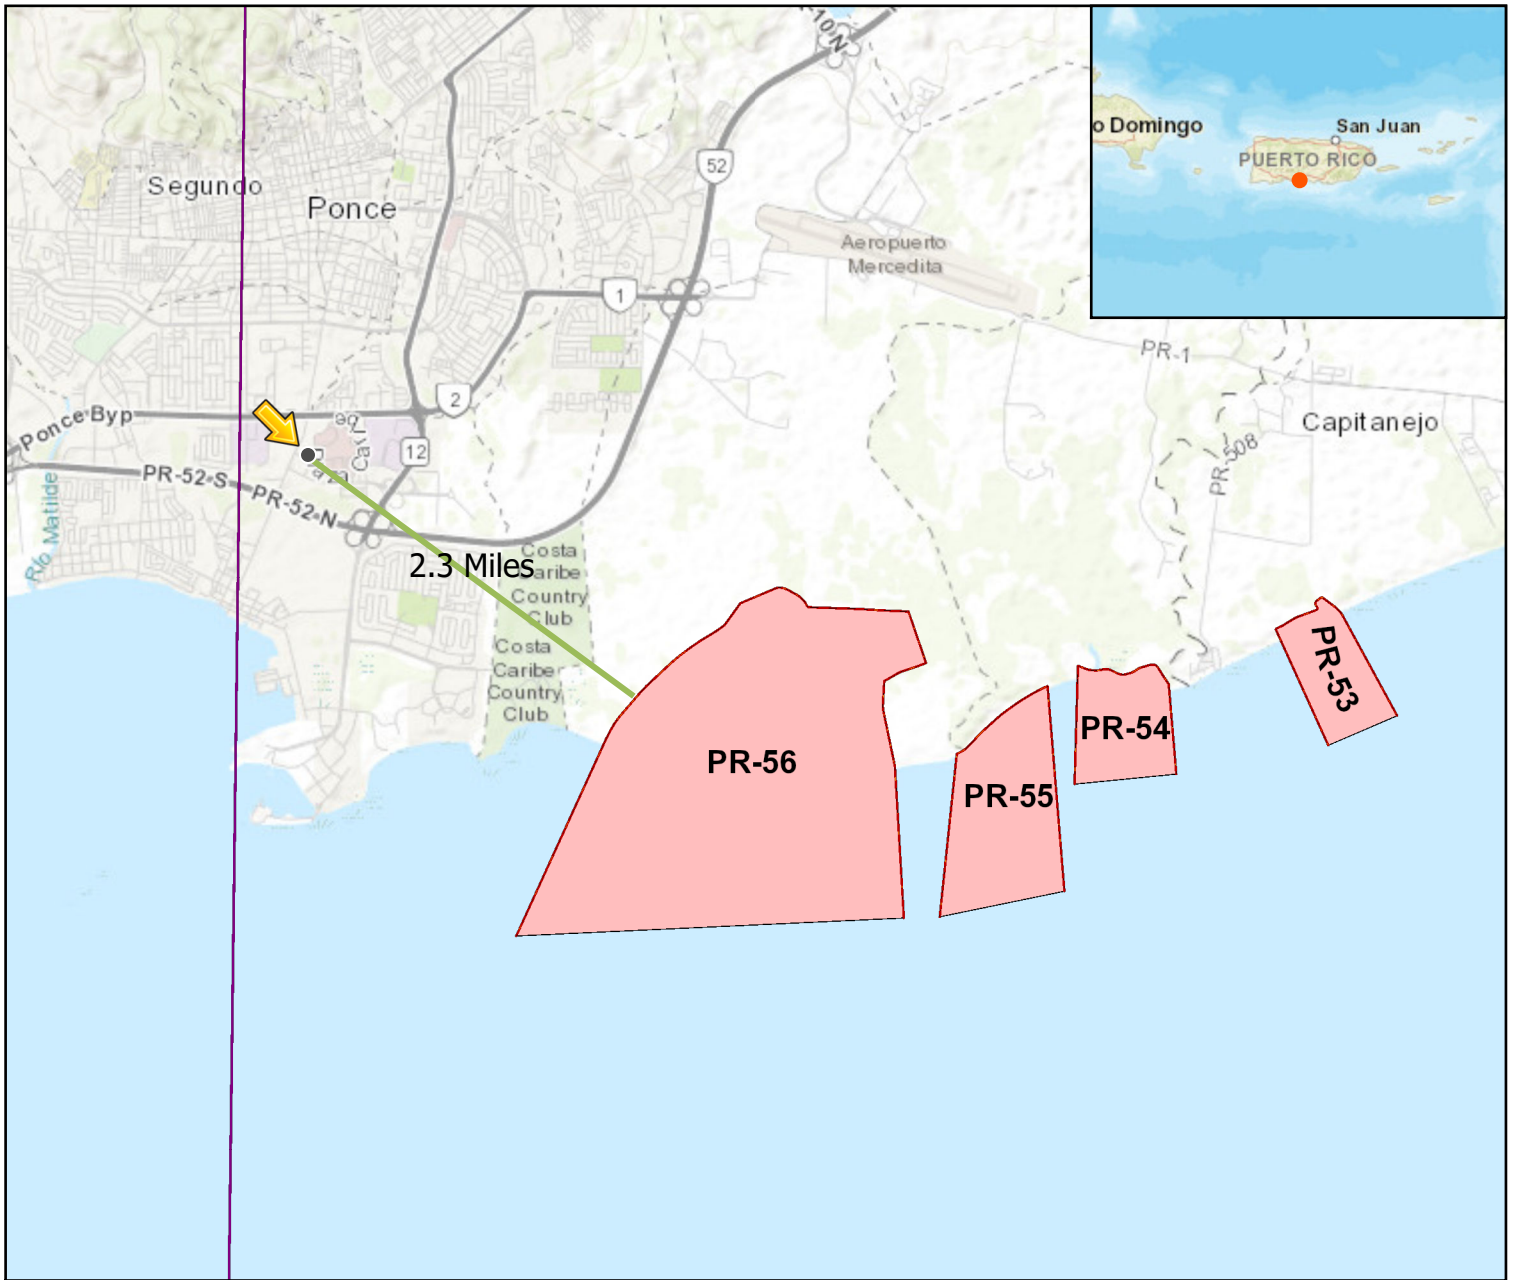 -10 N
o Domingo
San Juan
PUERTO RICO
52
Segundo
Ponce
Aeropuerto
Mercedita
1
PR-1
2
Ponce Byp
Capitanejo
12
PR-508
PR-52-S
PR-52-N
Río Matilde
2.3 Miles
Costa
Caribe
Country
Club
Costa
Caribe
Country
Club
PR-53
PR-54
PR-56
PR-55